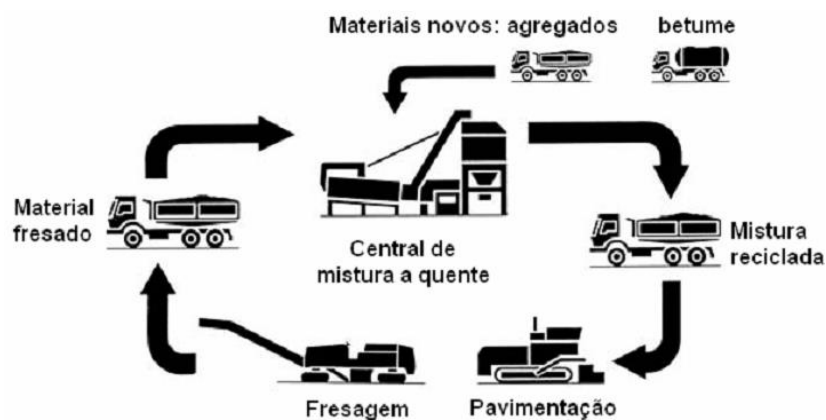 Materiais novos: agregados betume
Material
fresado
Central de
mistura a quente
Mistura
reciclada
Fresagem
Pavimentação